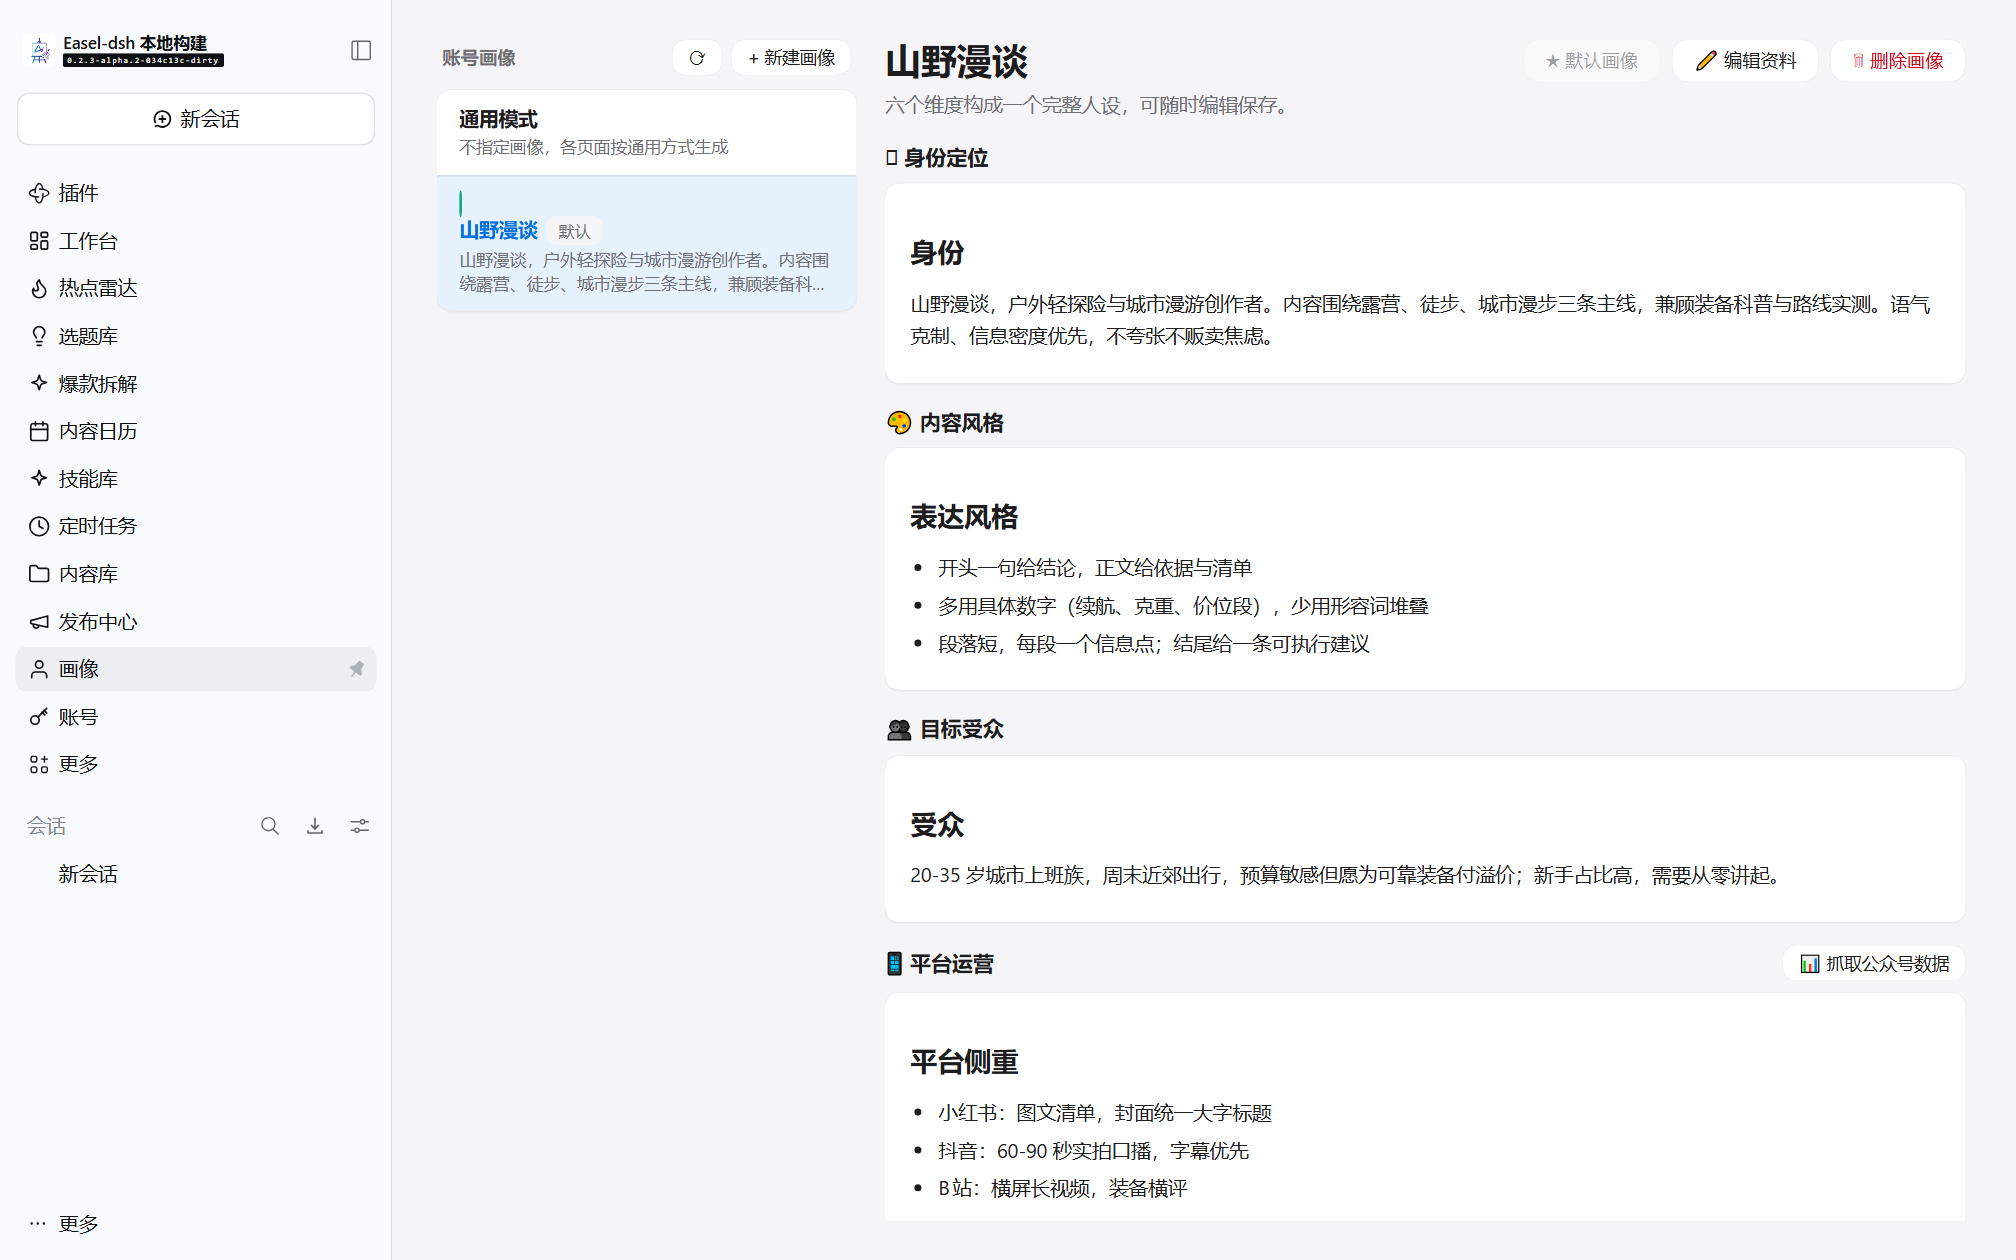 Easel-dsh 本地构建
0.2.3-alpha.2-034c13c-dirty
新会话
插件
工作台
热点雷达
选题库
爆款拆解
内容日历
技能库
定时任务
内容库
发布中心
画像
账号
更多
会话
新会话
更多
账号画像
+ 新建画像
通用模式
不指定画像，各页面按通用方式生成
山野漫谈 默认
山野漫谈，户外轻探险与城市漫游创作者。内容围
绕露营、徒步、城市漫步三条主线，兼顾装备科...
山野漫谈
★ 默认画像
编辑资料
删除画像
六个维度构成一个完整人设，可随时编辑保存。
身份定位
身份
山野漫谈，户外轻探险与城市漫游创作者。内容围绕露营、徒步、城市漫步三条主线，兼顾装备科普与路线实测。语气
克制、信息密度优先，不夸张不贩卖焦虑。
内容风格
表达风格
• 开头一句给结论，正文给依据与清单
• 多用具体数字（续航、克重、价位段），少用形容词堆叠
• 段落短，每段一个信息点；结尾给一条可执行建议
目标受众
受众
20-35 岁城市上班族，周末近郊出行，预算敏感但愿为可靠装备付溢价；新手占比高，需要从零讲起。
平台运营
抓取公众号数据
平台侧重
• 小红书：图文清单，封面统一大字标题
• 抖音：60-90 秒实拍口播，字幕优先
• B 站：横屏长视频，装备横评